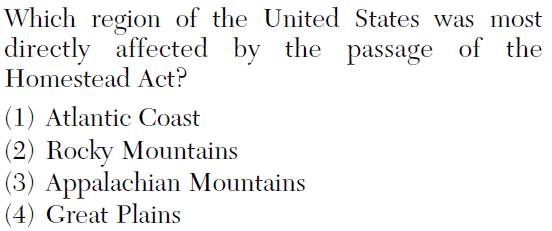 Which region of the United States was most
directly affected by the passage of the
Homestead Act?
(1) Atlantic Coast
(2) Rocky Mountains
(3) Appalachian Mountains
(4) Great Plains